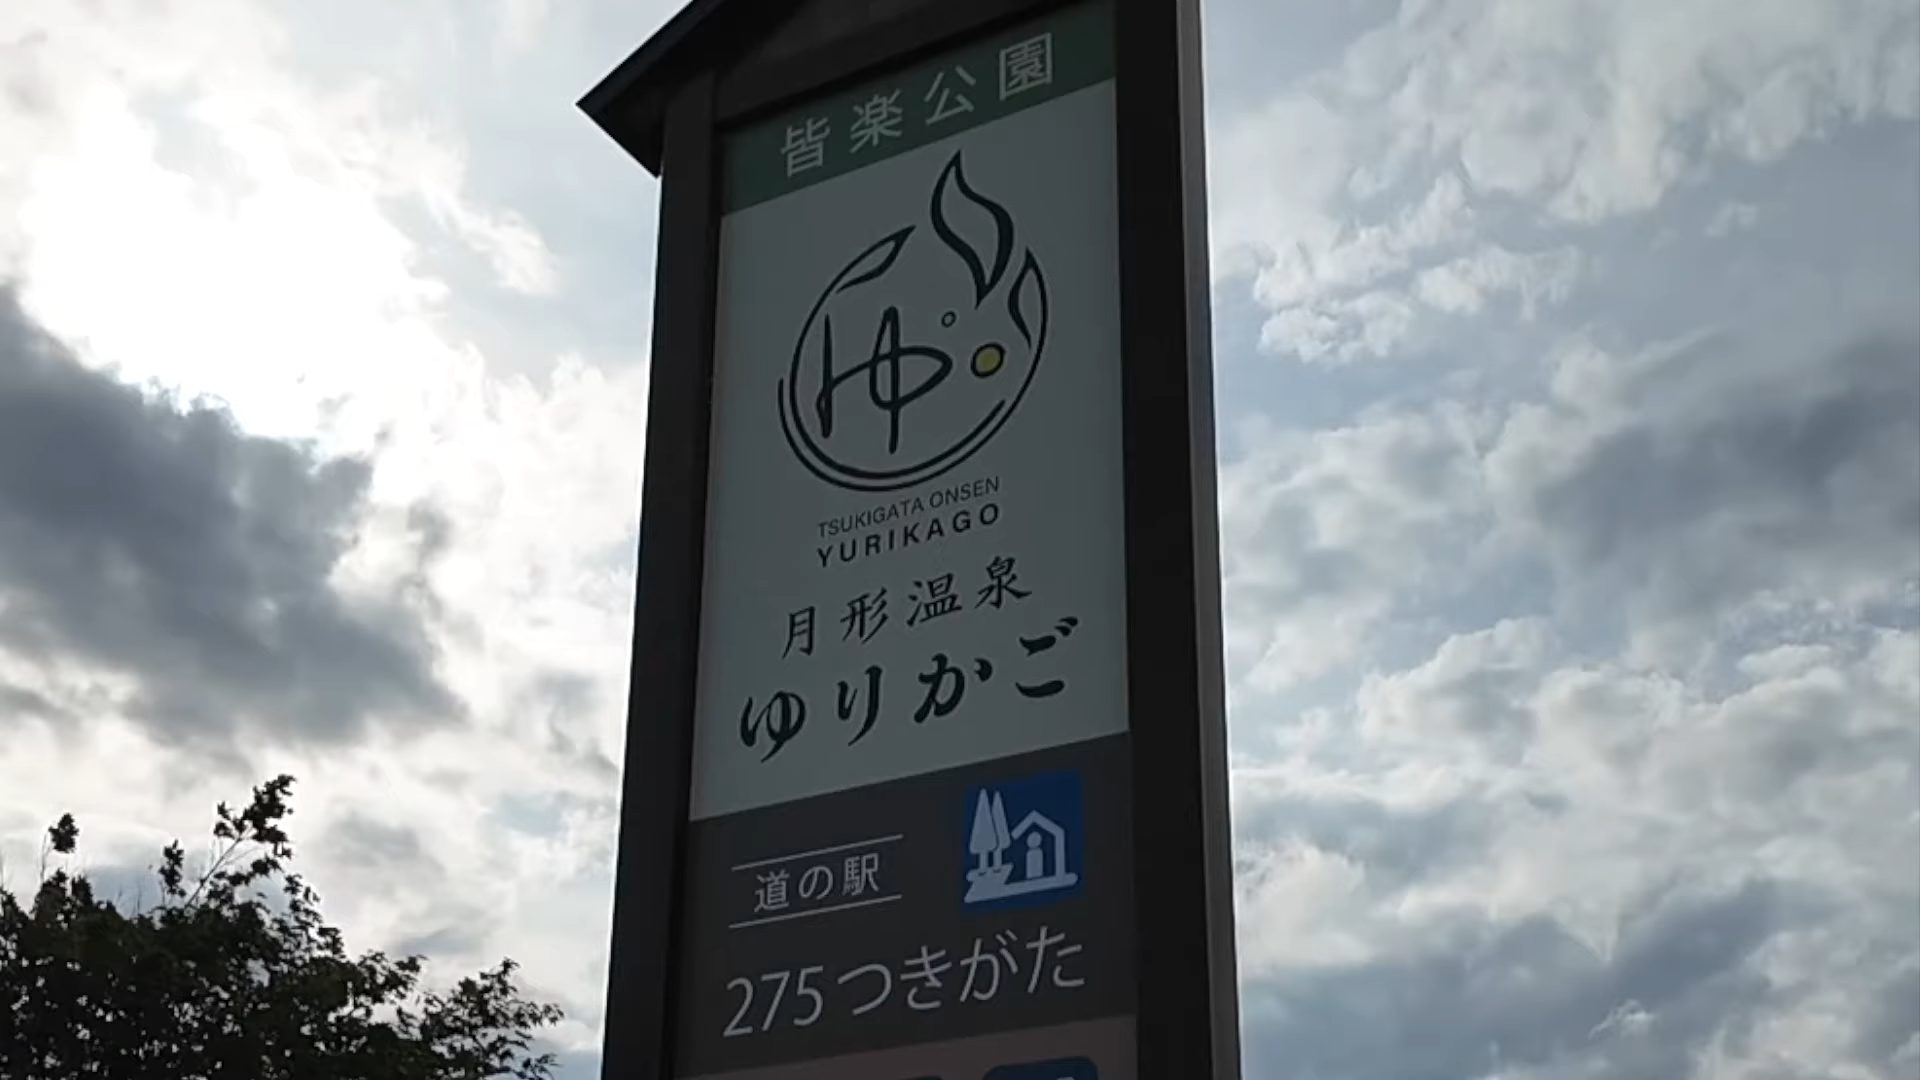 皆楽公園
ゆ
TSUKIGATA ONSEN
YURIKAGO
月形温泉
ゆりかご
道の駅
275つきがた